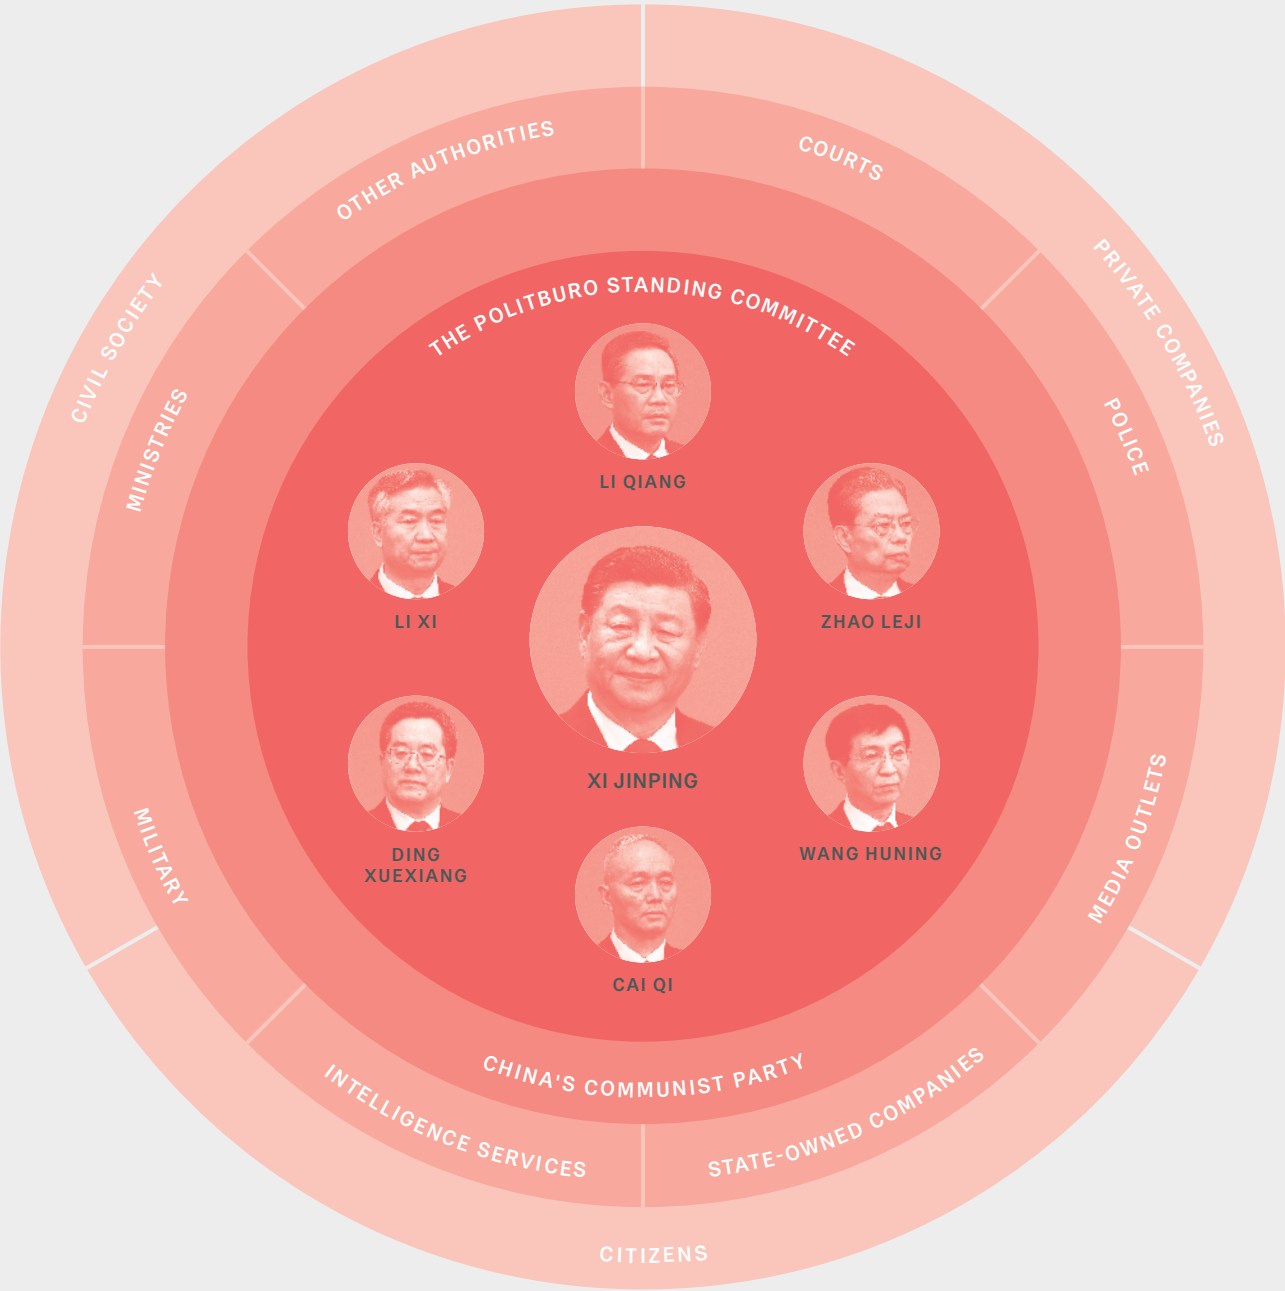 OTHER AUTHORITIES
COURTS
CIVIL SOCIETY
PRIVATE COMPANIES
MINISTRIES
POLICE
THE POLITBURO STANDING COMMITTEE
LI QIANG
LI XI
ZHAO LEJI
XI JINPING
DING
XUEXIANG
WANG HUNING
CAI QI
MILITARY
MEDIA OUTLETS
CHINA'S COMMUNIST PARTY
INTELLIGENCE SERVICES
STATE-OWNED COMPANIES
CITIZENS